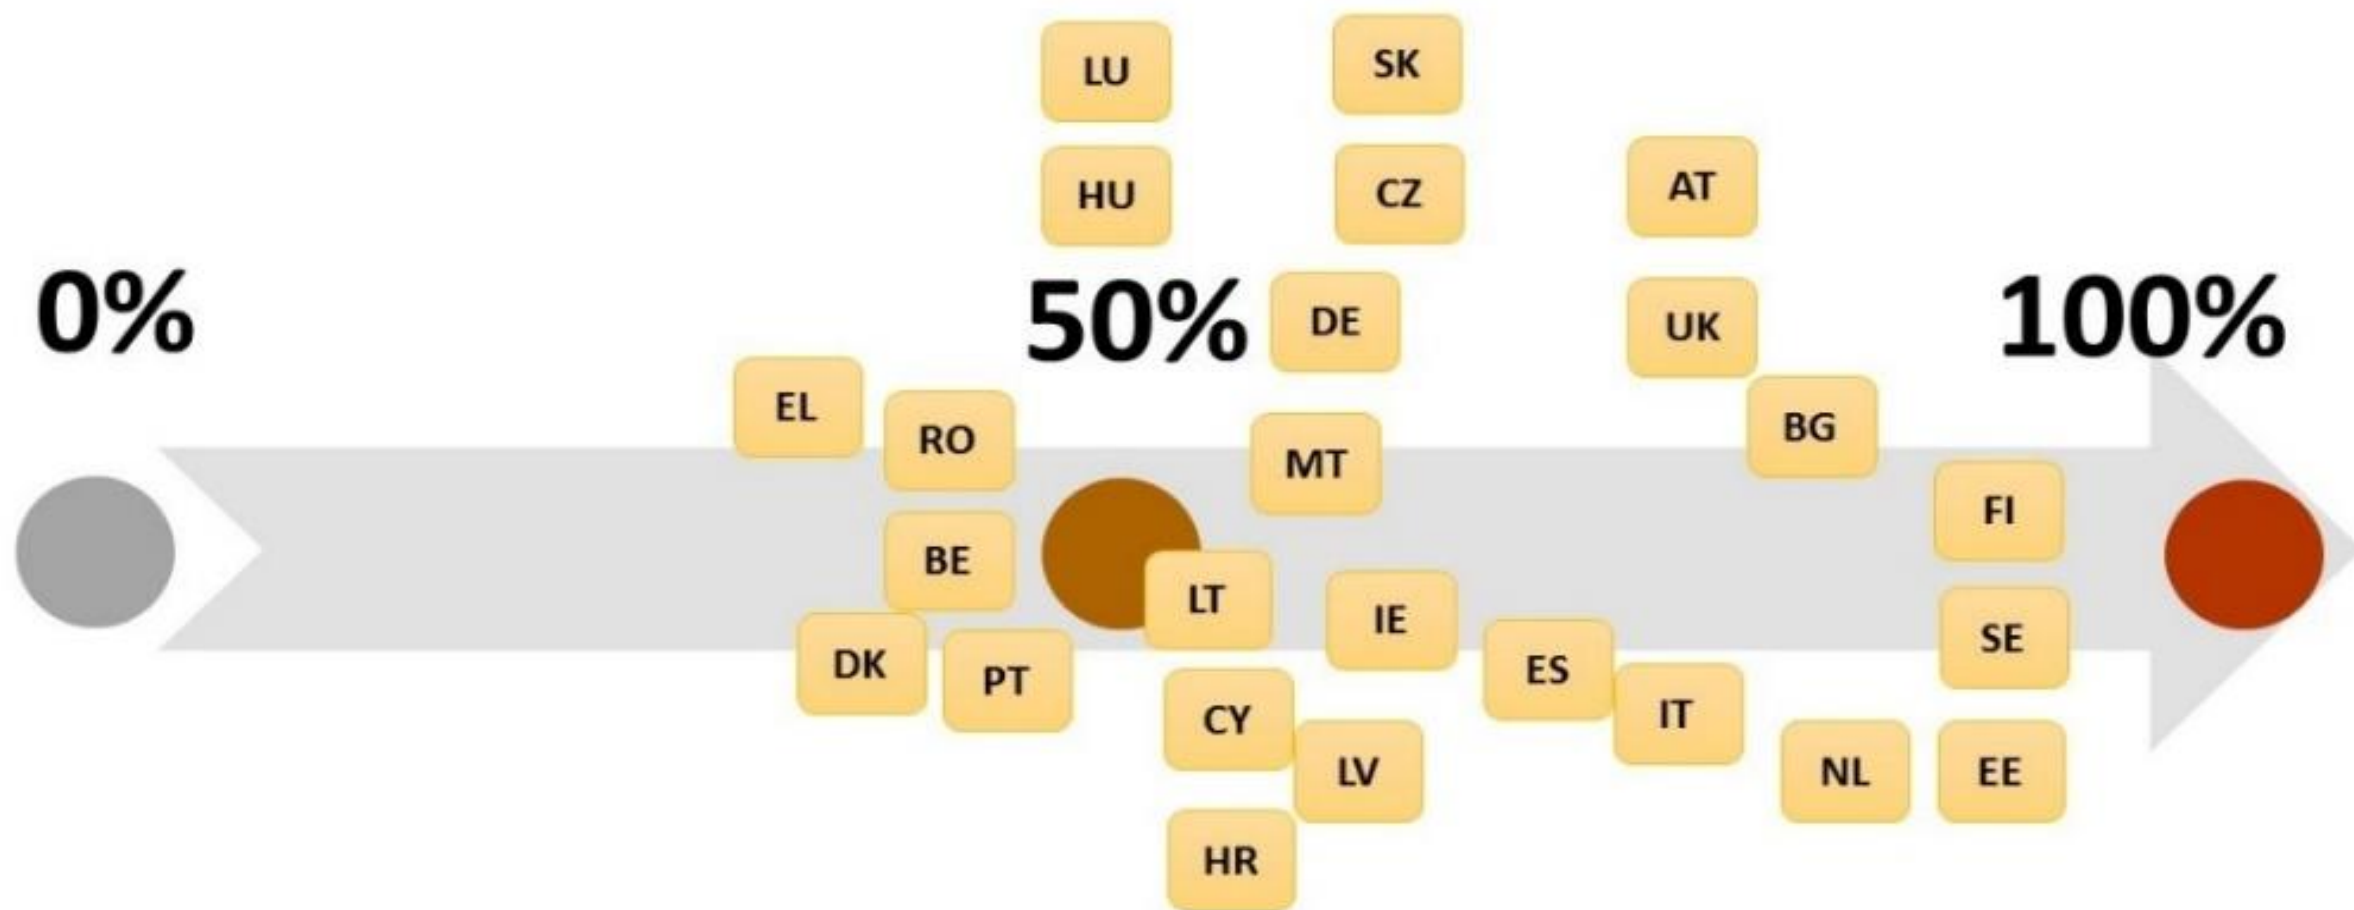 LU
SK
HU
CZ
AT
0%
50%
DE
UK
100%
EL
RO
MT
BG
FI
BE
LT
IE
SE
DK
PT
ES
CY
IT
LV
NL
EE
HR